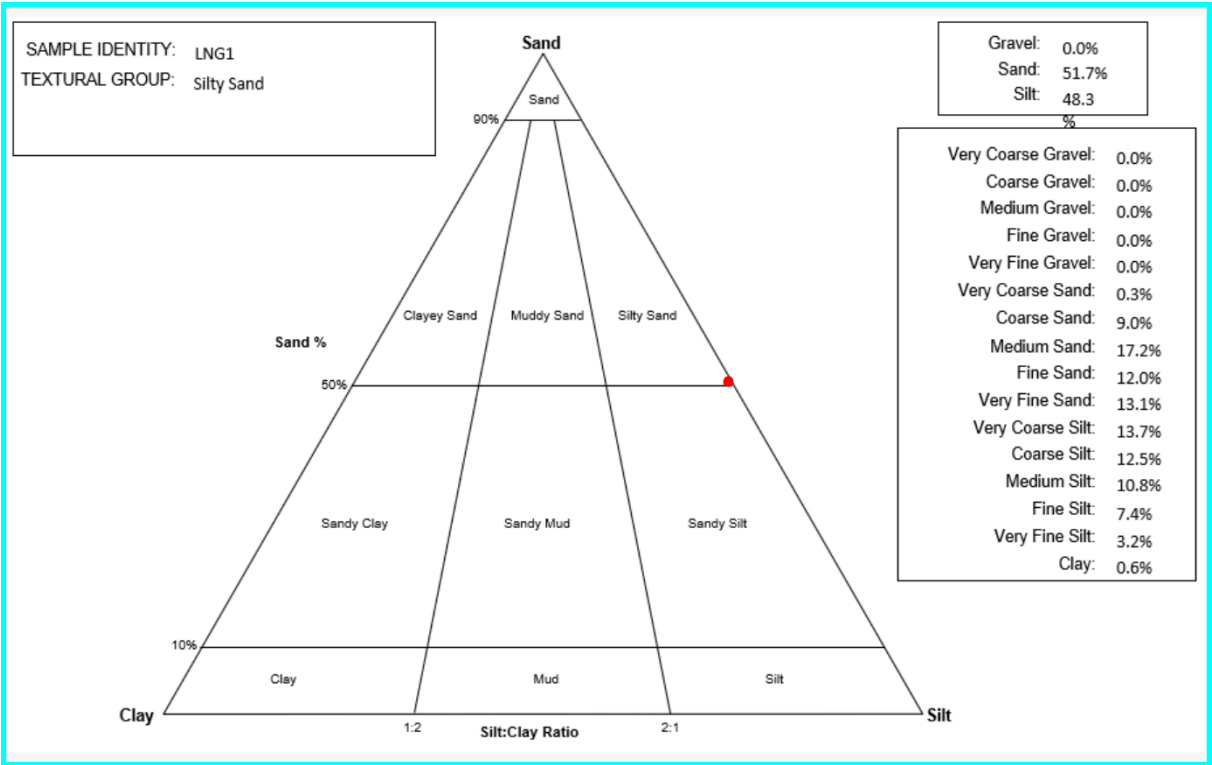 SAMPLE IDENTITY: LNG1
TEXTURAL GROUP: Silty Sand
Gravel: 0.0%
Sand: 51.7%
Silt: 48.3
%
Very Coarse Gravel: 0.0%
Coarse Gravel: 0.0%
Medium Gravel: 0.0%
Fine Gravel: 0.0%
Very Fine Gravel: 0.0%
Very Coarse Sand: 0.3%
Coarse Sand: 9.0%
Medium Sand: 17.2%
Fine Sand: 12.0%
Very Fine Sand: 13.1%
Very Coarse Silt: 13.7%
Coarse Silt: 12.5%
Medium Silt: 10.8%
Fine Silt: 7.4%
Very Fine Silt: 3.2%
Clay: 0.6%
Sand
Sand
90%
Clayey Sand Muddy Sand Silty Sand
Sand %
50%
Sandy Clay Sandy Mud Sandy Silt
10%
Clay Mud Silt
Clay Silt
1:2 Silt:Clay Ratio 2:1